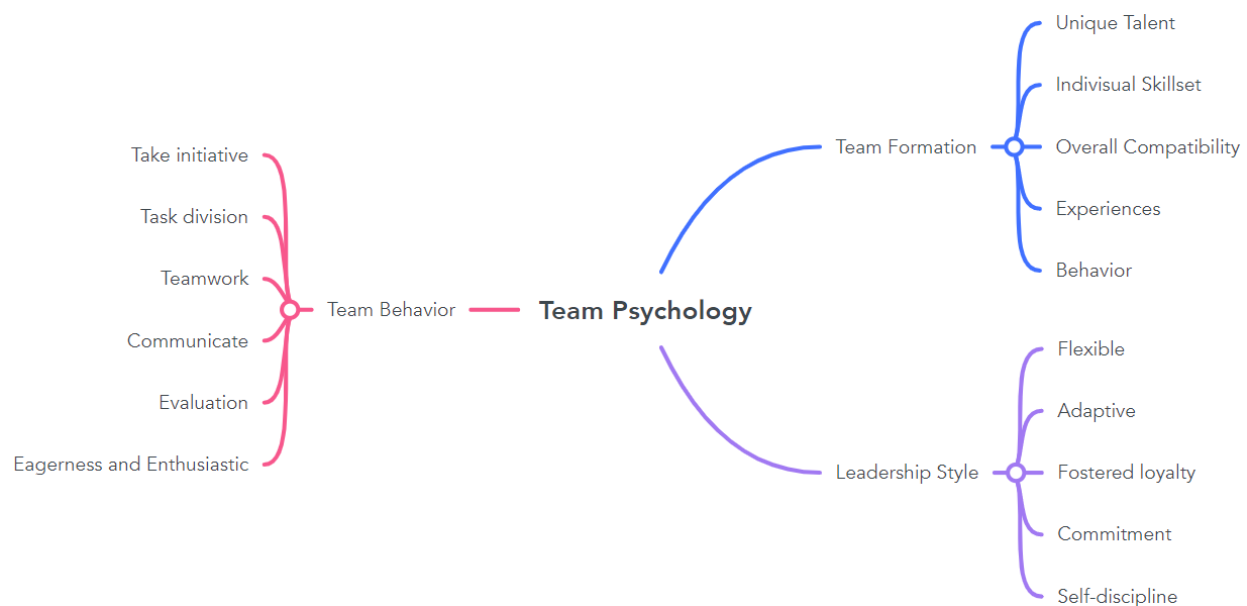 Team Psychology
Team Formation
Unique Talent
Indivisual Skillset
Overall Compatibility
Experiences
Behavior
Leadership Style
Flexible
Adaptive
Fostered loyalty
Commitment
Self-discipline
Team Behavior
Take initiative
Task division
Teamwork
Communicate
Evaluation
Eagerness and Enthusiastic